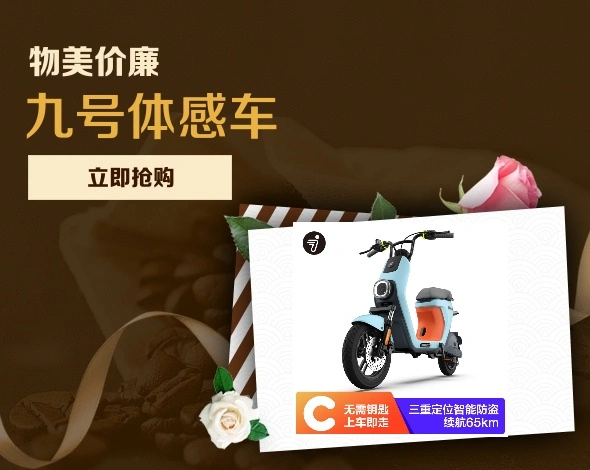 物美价廉
九号体感车
立即抢购
C
无需钥匙
上车即走
三重定位智能防盗
续航65km